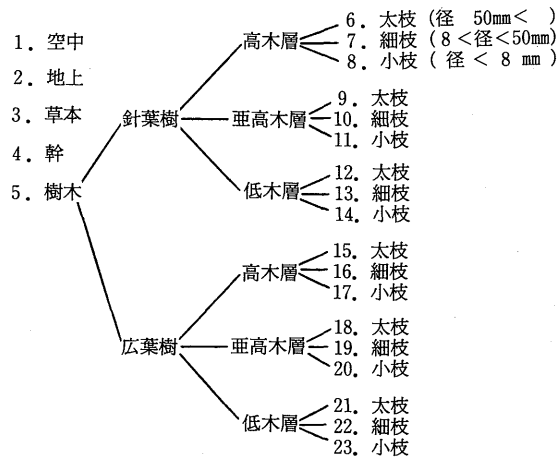 1．空中
2．地上
3．草本
4．幹
5．樹木
針葉樹
高木層
6．太枝（径 50mm＜ ）
7．細枝（8＜径＜50mm）
8．小枝（径＜8mm）
亜高木層
9．太枝
10．細枝
11．小枝
低木層
12．太枝
13．細枝
14．小枝
広葉樹
高木層
15．太枝
16．細枝
17．小枝
亜高木層
18．太枝
19．細枝
20．小枝
低木層
21．太枝
22．細枝
23．小枝